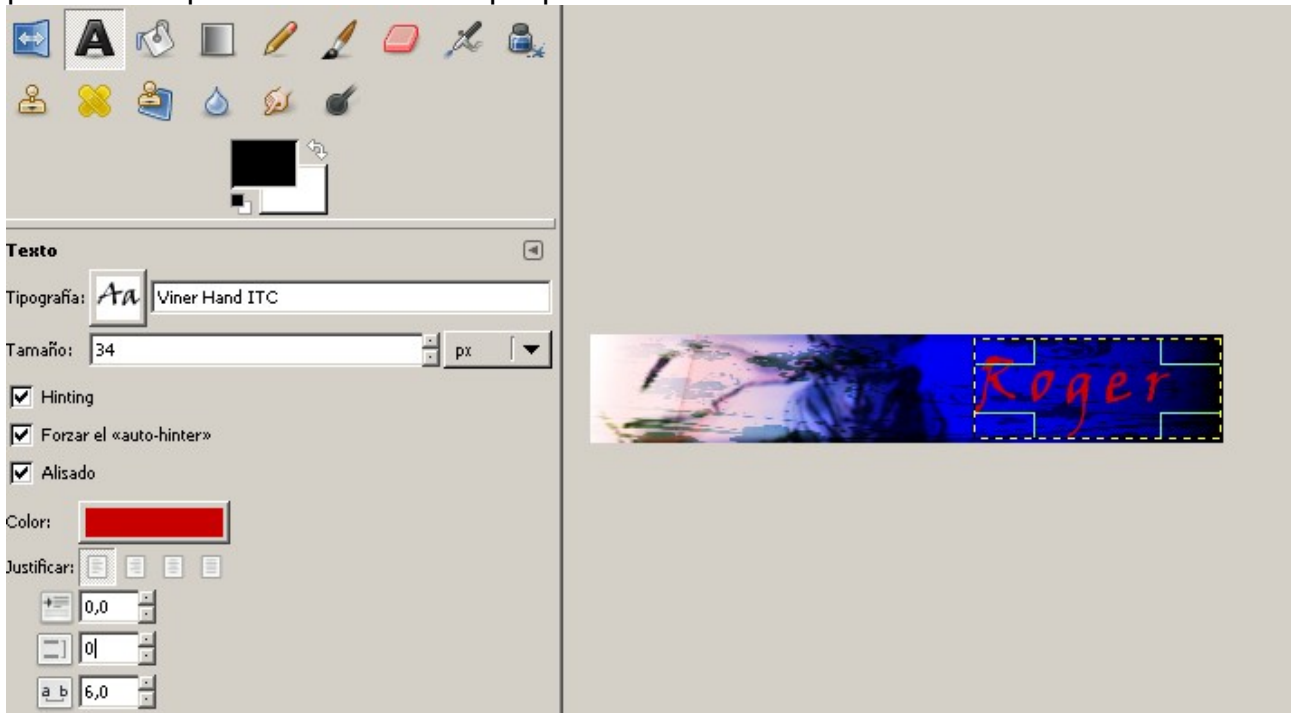 Texto
Tipografía: Aa Viner Hand ITC
Tamaño: 34 px
Hinting
Forzar el «auto-hinter»
Alisado
Color:
Justificar:
0,0
0
a_b 6,0
Roger